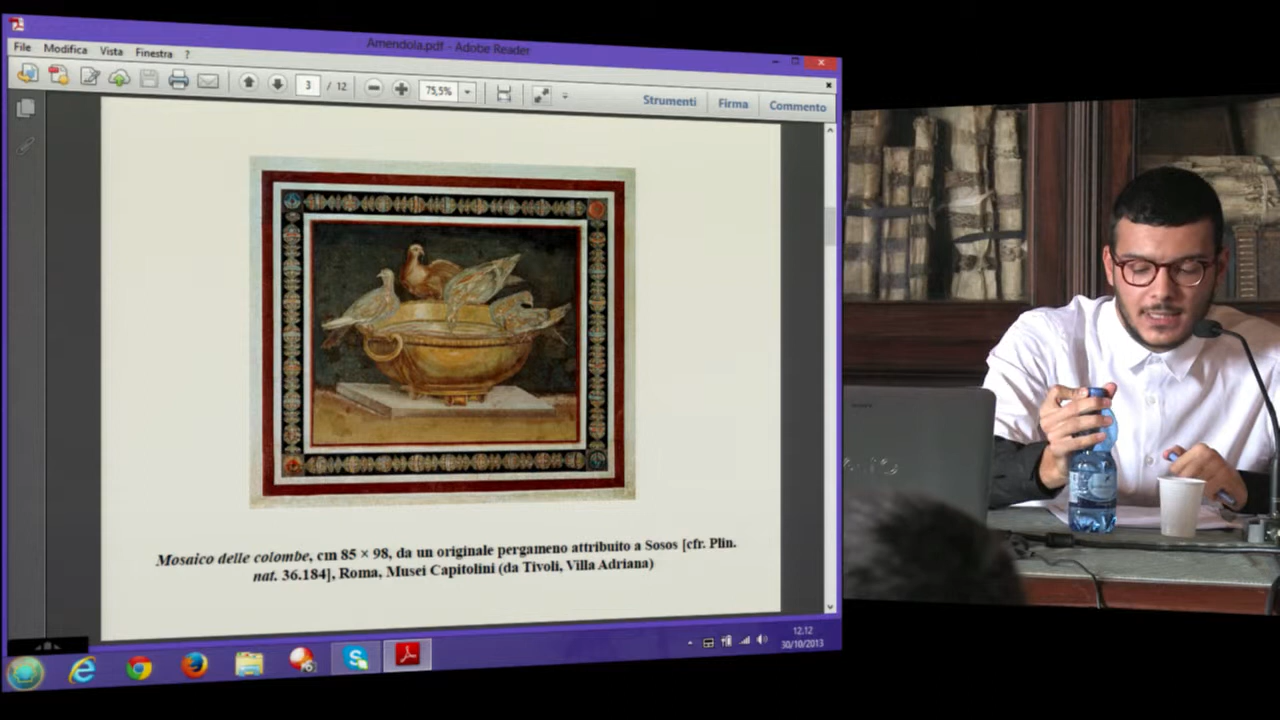 Amendola.pdf - Adobe Reader
File Modifica Vista Finestra ?
3 / 12 75,5% Strumenti Firma Commento
Mosaico delle colombe, cm 85 × 98, da un originale pergameno attribuito a Sosos [cfr. Plin.
nat. 36.184], Roma, Musei Capitolini (da Tivoli, Villa Adriana)
12.12
30/10/2013
SONY
VAIO